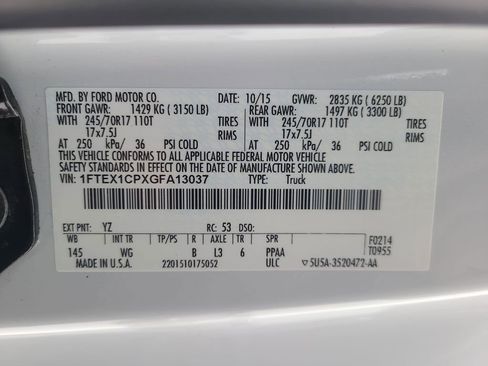 MFD. BY FORD MOTOR CO.
DATE: 10/15 GVWR: 2835 KG ( 6250 LB)
FRONT GAWR: 1429 KG ( 3150 LB) REAR GAWR: 1497 KG ( 3300 LB)
WITH 245/70R17 110T TIRES WITH 245/70R17 110T TIRES
17x7.5J RIMS 17x7.5J RIMS
AT 250 kPa/ 36 PSI COLD AT 250 kPa/ 36 PSI COLD
THIS VEHICLE CONFORMS TO ALL APPLICABLE FEDERAL MOTOR VEHICLE
SAFETY STANDARDS IN EFFECT ON THE DATE OF MANUFACTURE SHOWN ABOVE.
VIN: 1FTEX1CPXGFA13037 TYPE: Truck
EXT PNT: YZ RC: 53 DSO:
WB INT TR TP/PS R AXLE TR SPR F0214
145 WG B L3 6 PPAA T0955
MADE IN U.S.A. 2201510175052 ULC ▽ 5U5A-3520472-AA